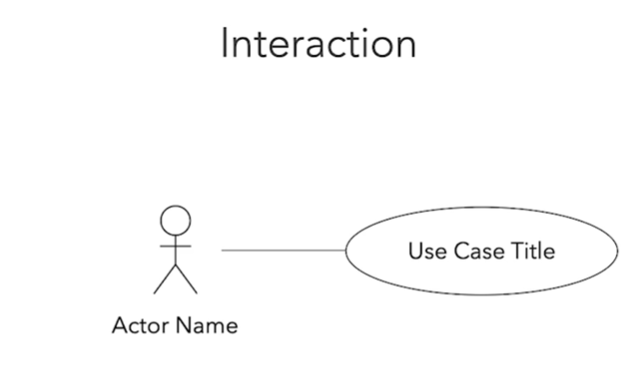 Interaction
Use Case Title
Actor Name